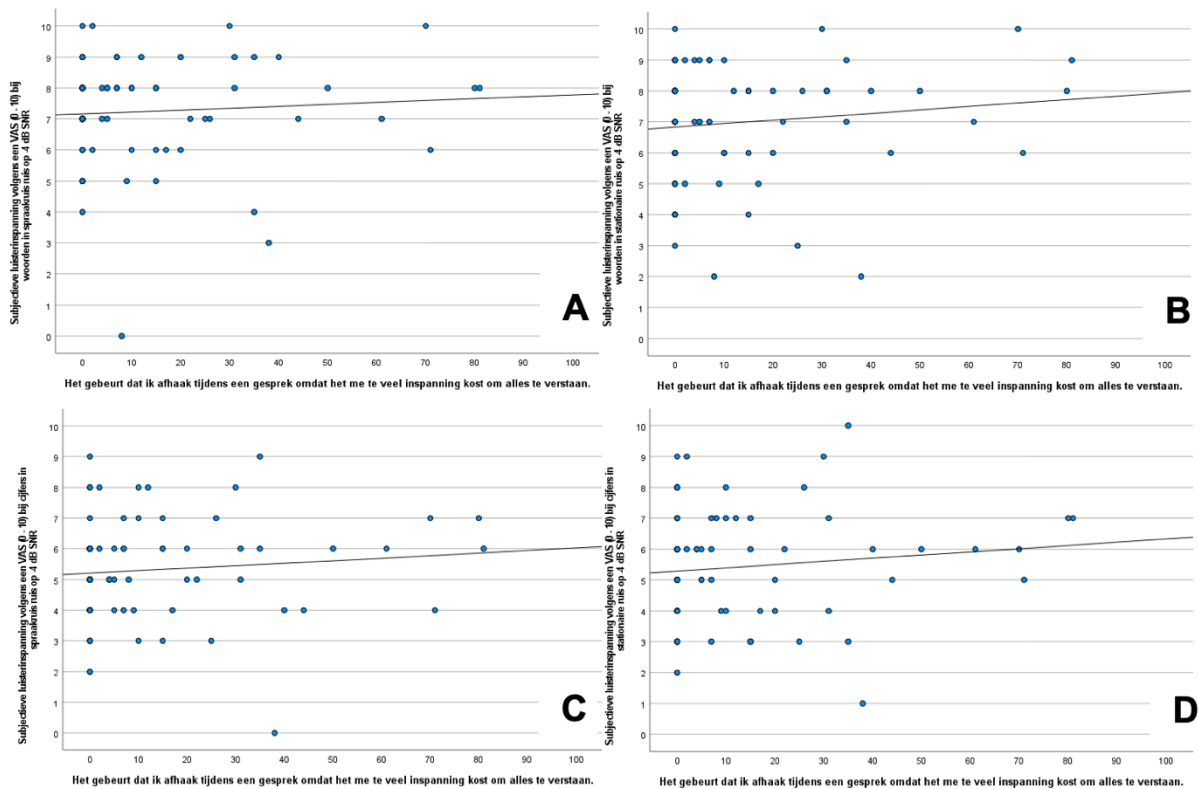 Subjectieve luisterinspanning volgens een VAS (0 - 10) bij
woorden in spraakruis ruis op 4 dB SNR
10
9
8
7
6
5
4
3
2
1
0
A
0 10 20 30 40 50 60 70 80 90 100
Het gebeurt dat ik afhaak tijdens een gesprek omdat het me te veel inspanning kost om alles te verstaan.
Subjectieve luisterinspanning volgens een VAS (0 - 10) bij
woorden in stationaire ruis op 4 dB SNR
10
9
8
7
6
5
4
3
2
1
0
B
0 10 20 30 40 50 60 70 80 90 100
Het gebeurt dat ik afhaak tijdens een gesprek omdat het me te veel inspanning kost om alles te verstaan.
Subjectieve luisterinspanning volgens een VAS (0 - 10) bij cijfers in
spraakruis ruis op 4 dB SNR
10
9
8
7
6
5
4
3
2
1
0
C
0 10 20 30 40 50 60 70 80 90 100
Het gebeurt dat ik afhaak tijdens een gesprek omdat het me te veel inspanning kost om alles te verstaan.
Subjectieve luisterinspanning volgens een VAS (0 - 10) bij cijfers in
stationaire ruis op 4 dB SNR
10
9
8
7
6
5
4
3
2
1
0
D
0 10 20 30 40 50 60 70 80 90 100
Het gebeurt dat ik afhaak tijdens een gesprek omdat het me te veel inspanning kost om alles te verstaan.